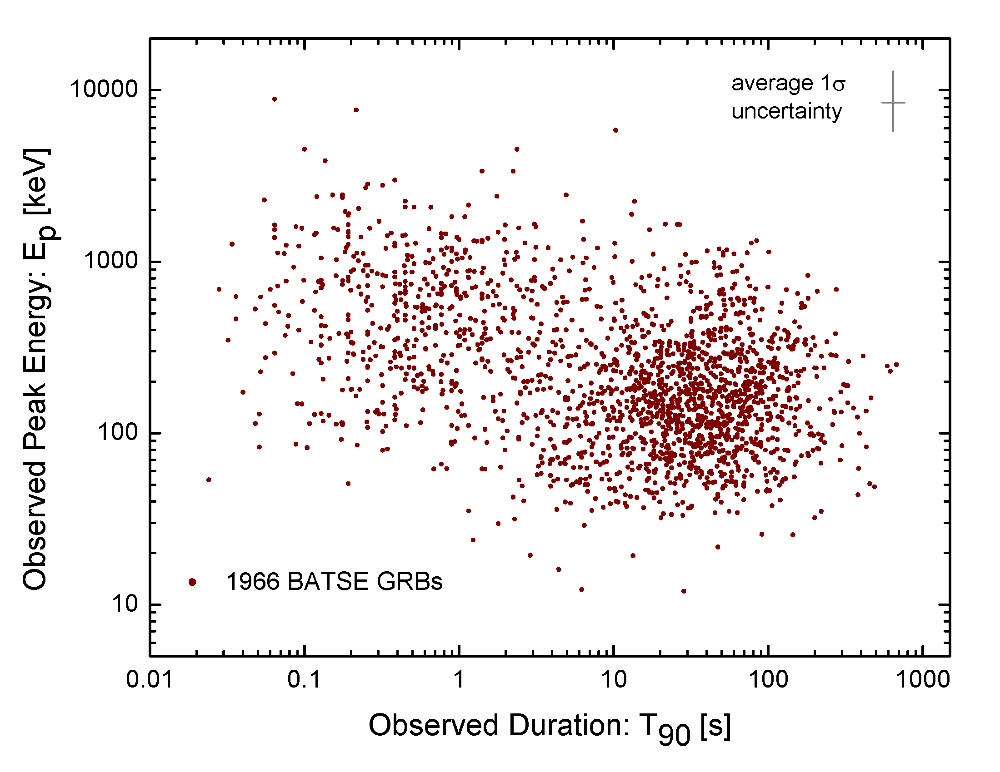 average 1σ
uncertainty
10000
1000
100
10
Observed Peak Energy: Ep [keV]
1966 BATSE GRBs
0.01 0.1 1 10 100 1000
Observed Duration: T90 [s]